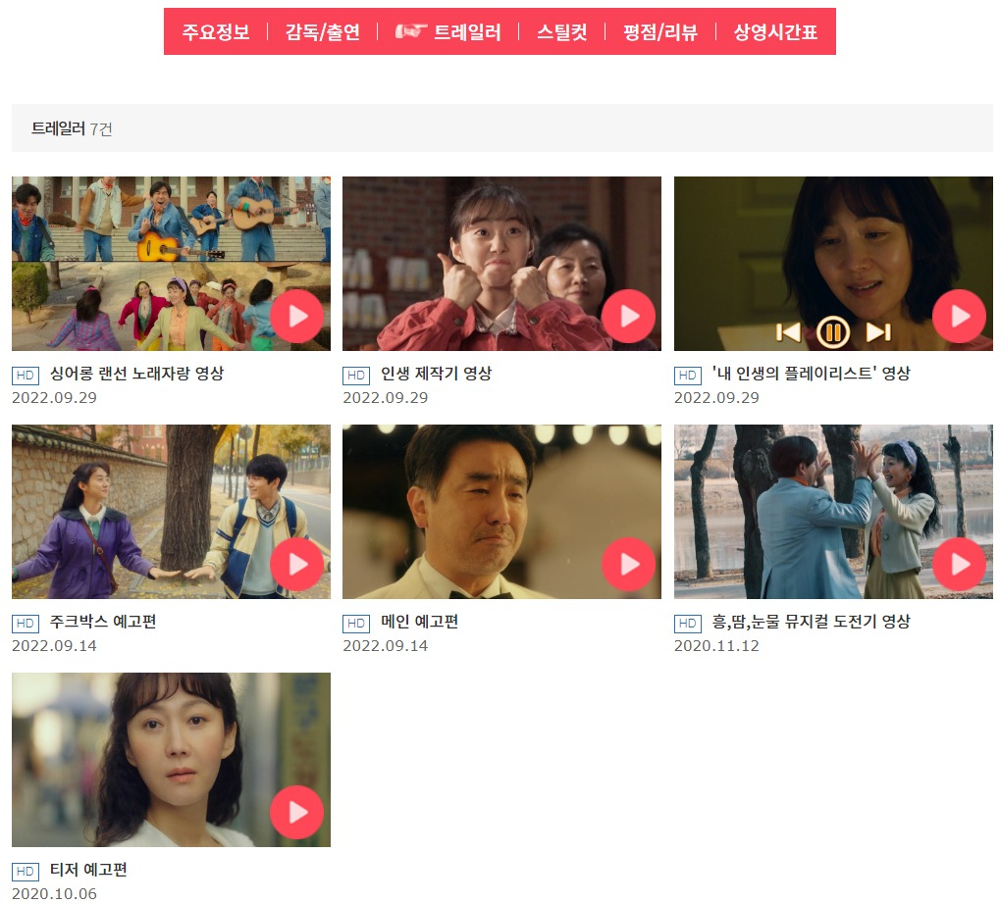 주요정보 감독/출연 트레일러 스틸컷 평점/리뷰 상영시간표
트레일러 7건
HD 싱어롱 랜선 노래자랑 영상
2022.09.29
HD 인생 제작기 영상
2022.09.29
HD '내 인생의 플레이리스트' 영상
2022.09.29
HD 주크박스 예고편
2022.09.14
HD 메인 예고편
2022.09.14
HD 흥,땀,눈물 뮤지컬 도전기 영상
2020.11.12
HD 티저 예고편
2020.10.06